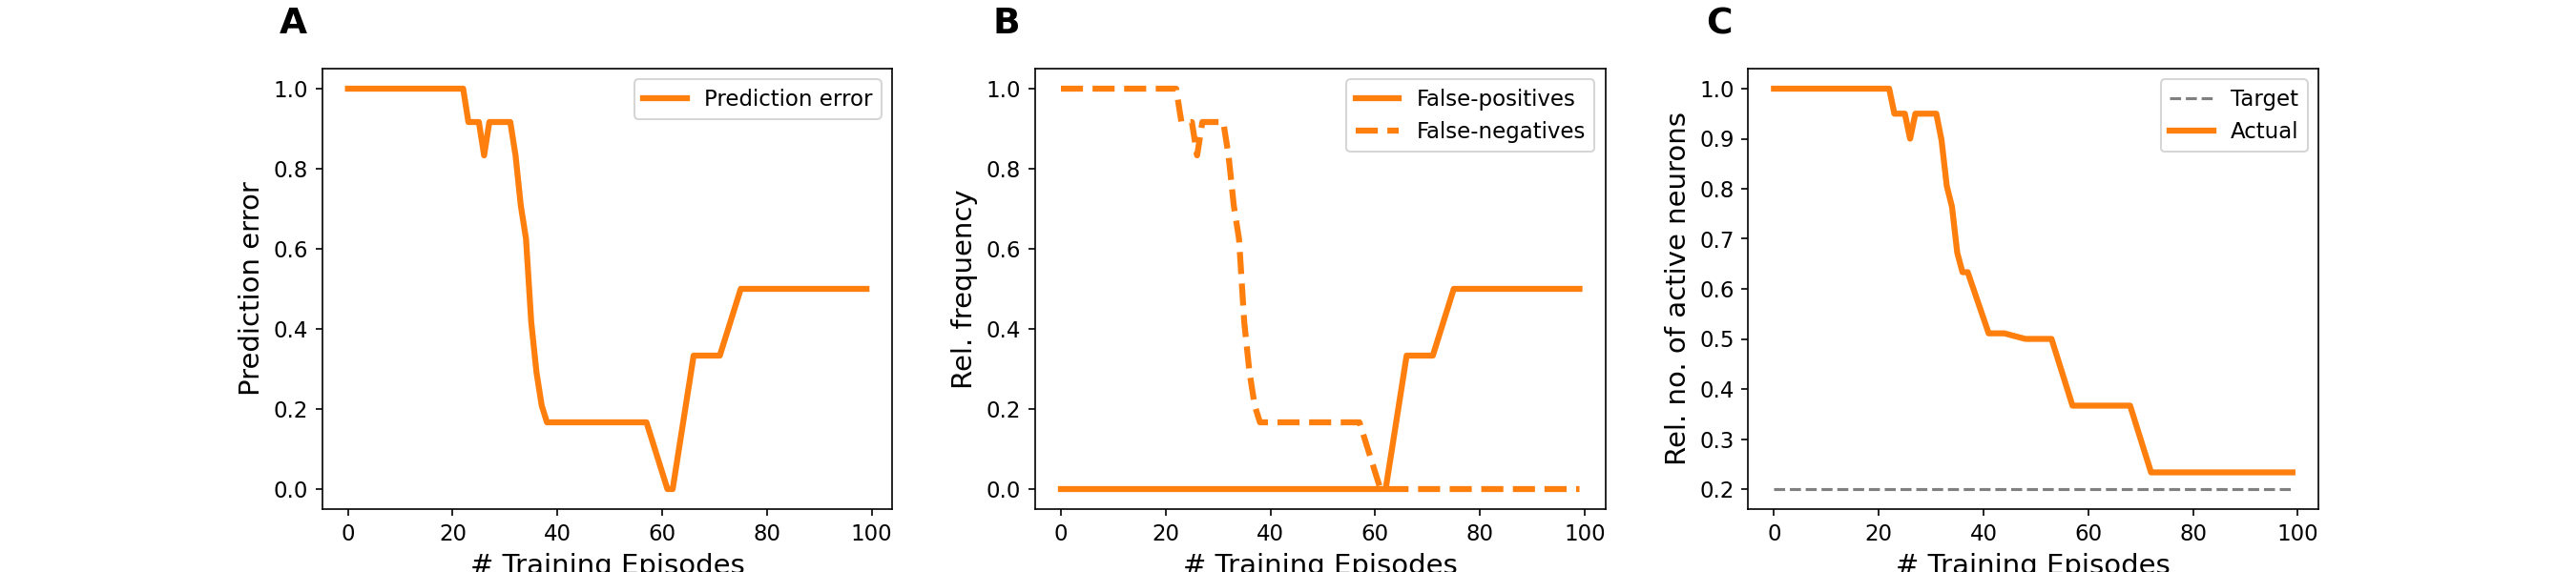 A
B
C
Prediction error
1.0
0.8
0.6
0.4
0.2
0.0
Prediction error
0
20
40
60
80
100
# Training Episodes
Rel. frequency
1.0
0.8
0.6
0.4
0.2
0.0
False-positives
False-negatives
0
20
40
60
80
100
# Training Episodes
Rel. no. of active neurons
1.0
0.9
0.8
0.7
0.6
0.5
0.4
0.3
0.2
Target
Actual
0
20
40
60
80
100
# Training Episodes